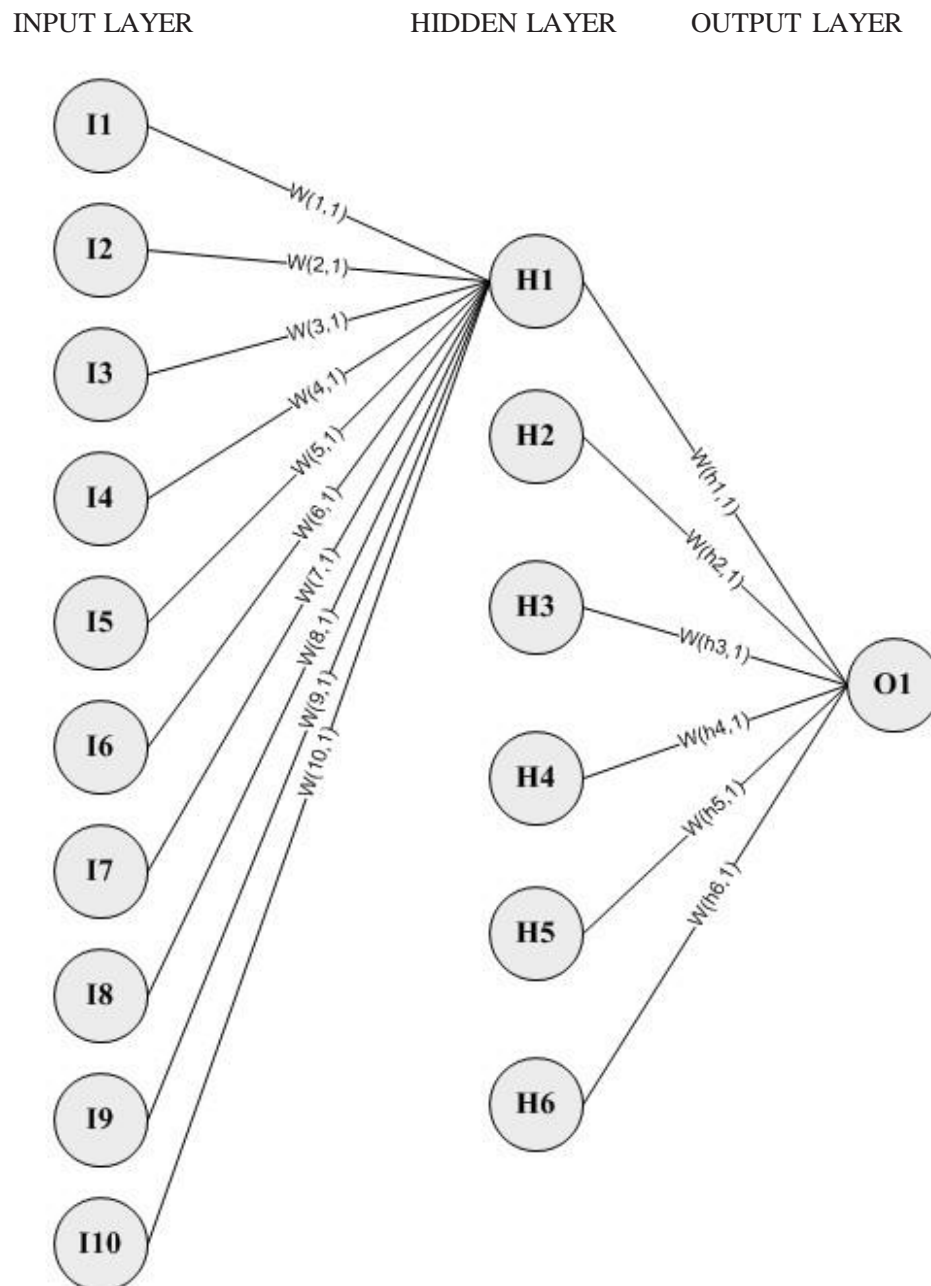 INPUT LAYER HIDDEN LAYER OUTPUT LAYER
I1
I2
I3
I4
I5
I6
I7
I8
I9
I10
W(1,1)
W(2,1)
W(3,1)
W(4,1)
W(5,1)
W(6,1)
W(7,1)
W(8,1)
W(9,1)
W(10,1)
H1
H2
H3
H4
H5
H6
W(h1,1)
W(h2,1)
W(h3,1)
W(h4,1)
W(h5,1)
W(h6,1)
O1